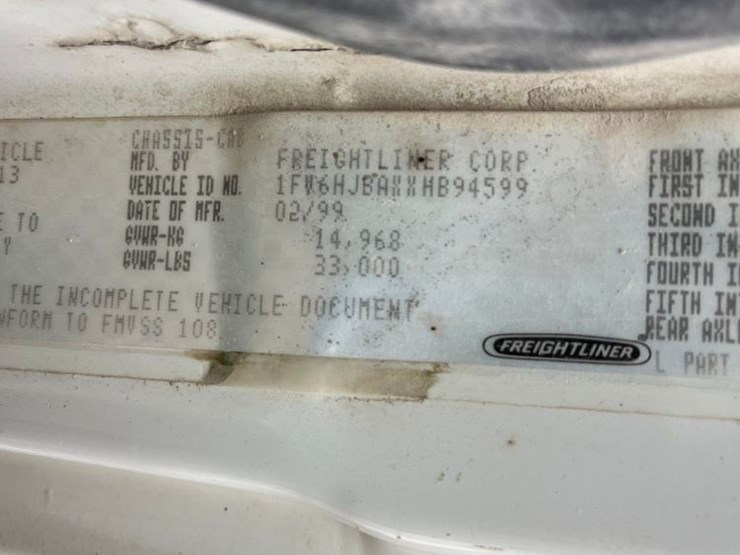 CHASSIS-CAB
ICLE MFD. BY FREIGHTLINER CORP. FRONT AX
13 VEHICLE ID NO. 1FV6HJBAXXHB94599 FIRST IN
DATE OF MFR. 02/99 SECOND I
E TO GVWR-KG 14,968 THIRD IN
Y GVWR-LBS 33,000 FOURTH I
THE INCOMPLETE VEHICLE DOCUMENT FIFTH IN
NFORM TO FMVSS 108 REAR AXL
FREIGHTLINER L PART